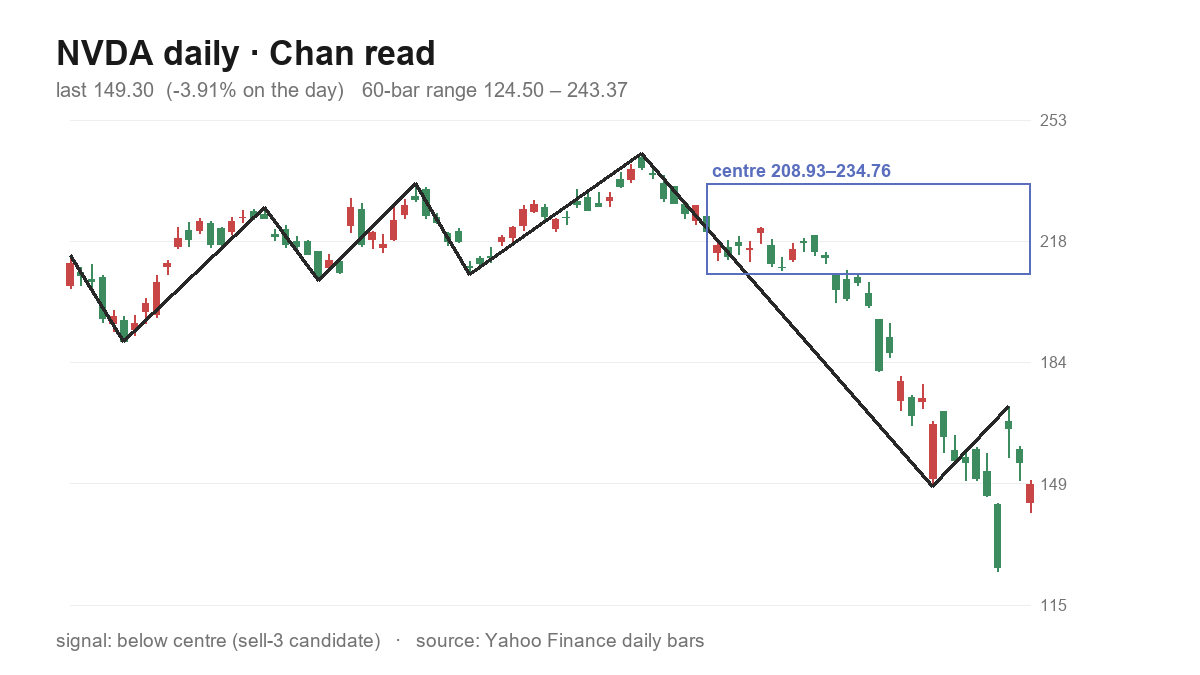 NVDA daily · Chan read
last 149.30 (-3.91% on the day) 60-bar range 124.50 – 243.37
253
centre 208.93–234.76
218
184
149
115
signal: below centre (sell-3 candidate) · source: Yahoo Finance daily bars